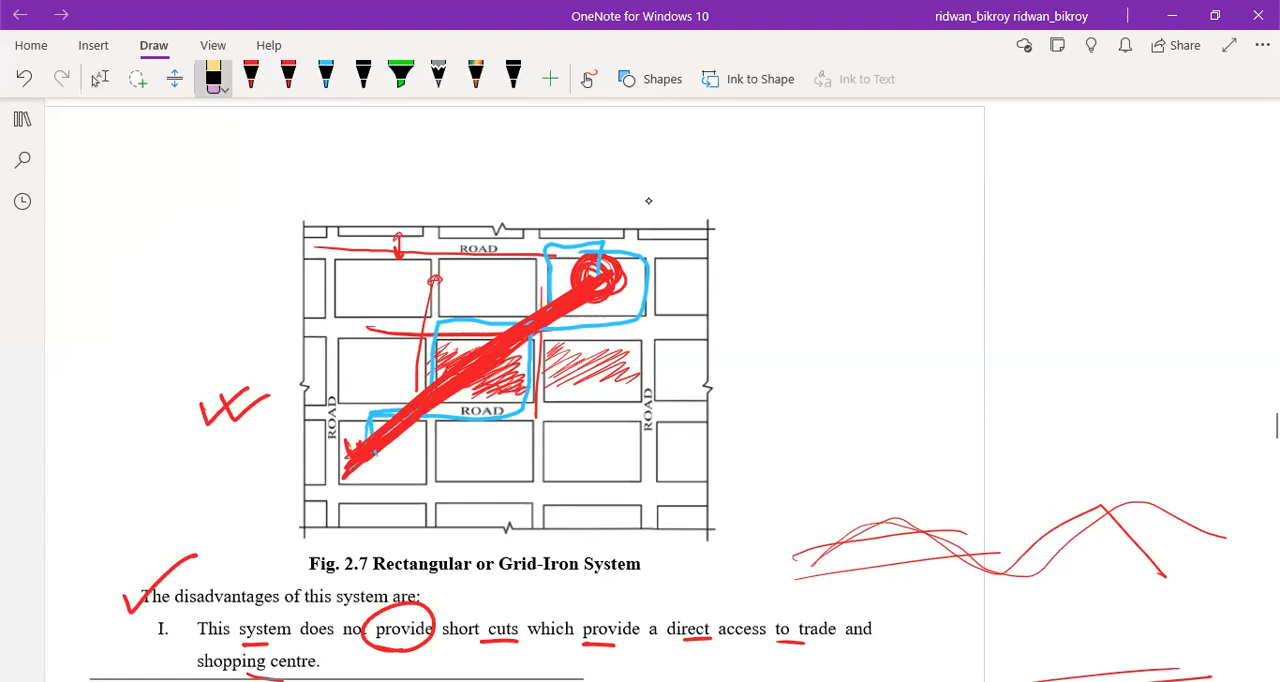 OneNote for Windows 10
ridwan_bikroy ridwan_bikroy
Home Insert Draw View Help
Share
Shapes
Ink to Shape
Ink to Text
ROAD
ROAD
ROAD
ROAD
Fig. 2.7 Rectangular or Grid-Iron System
The disadvantages of this system are:
I. This system does not provide short cuts which provide a direct access to trade and
shopping centre.